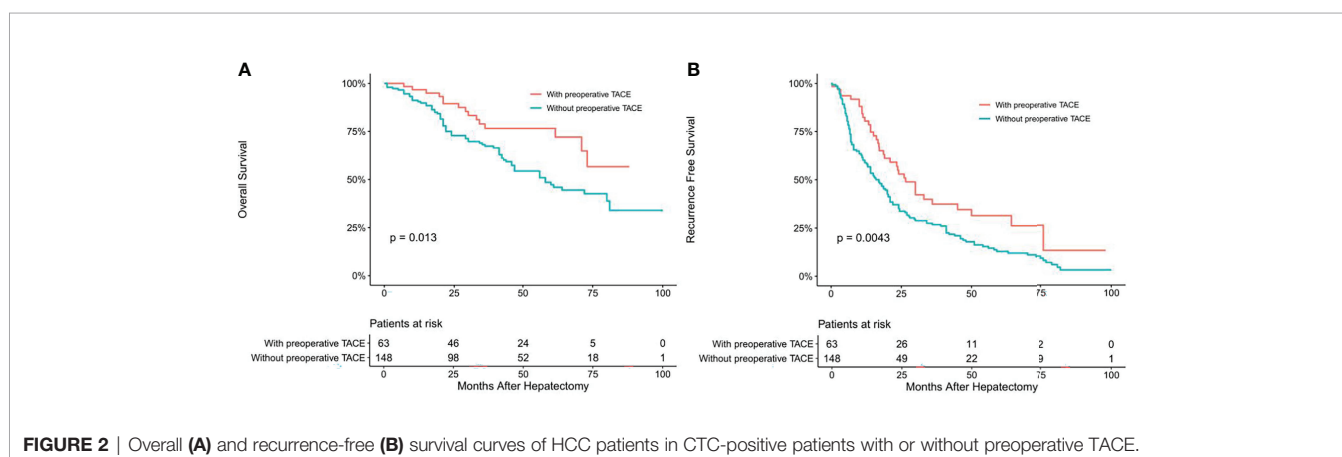 A
100%
75%
50%
25%
0%
Overall Survival
With preoperative TACE
Without preoperative TACE
p = 0.013
0 25 50 75 100
Patients at risk
With preoperative TACE 63 46 24 5 0
Without preoperative TACE 148 98 52 18 1
0 25 50 75 100
Months After Hepatectomy
B
100%
75%
50%
25%
0%
Recurrence Free Survival
With preoperative TACE
Without preoperative TACE
p = 0.0043
0 25 50 75 100
Patients at risk
With preoperative TACE 63 26 11 2 0
Without preoperative TACE 148 49 22 9 1
0 25 50 75 100
Months After Hepatectomy
FIGURE 2 | Overall (A) and recurrence-free (B) survival curves of HCC patients in CTC-positive patients with or without preoperative TACE.